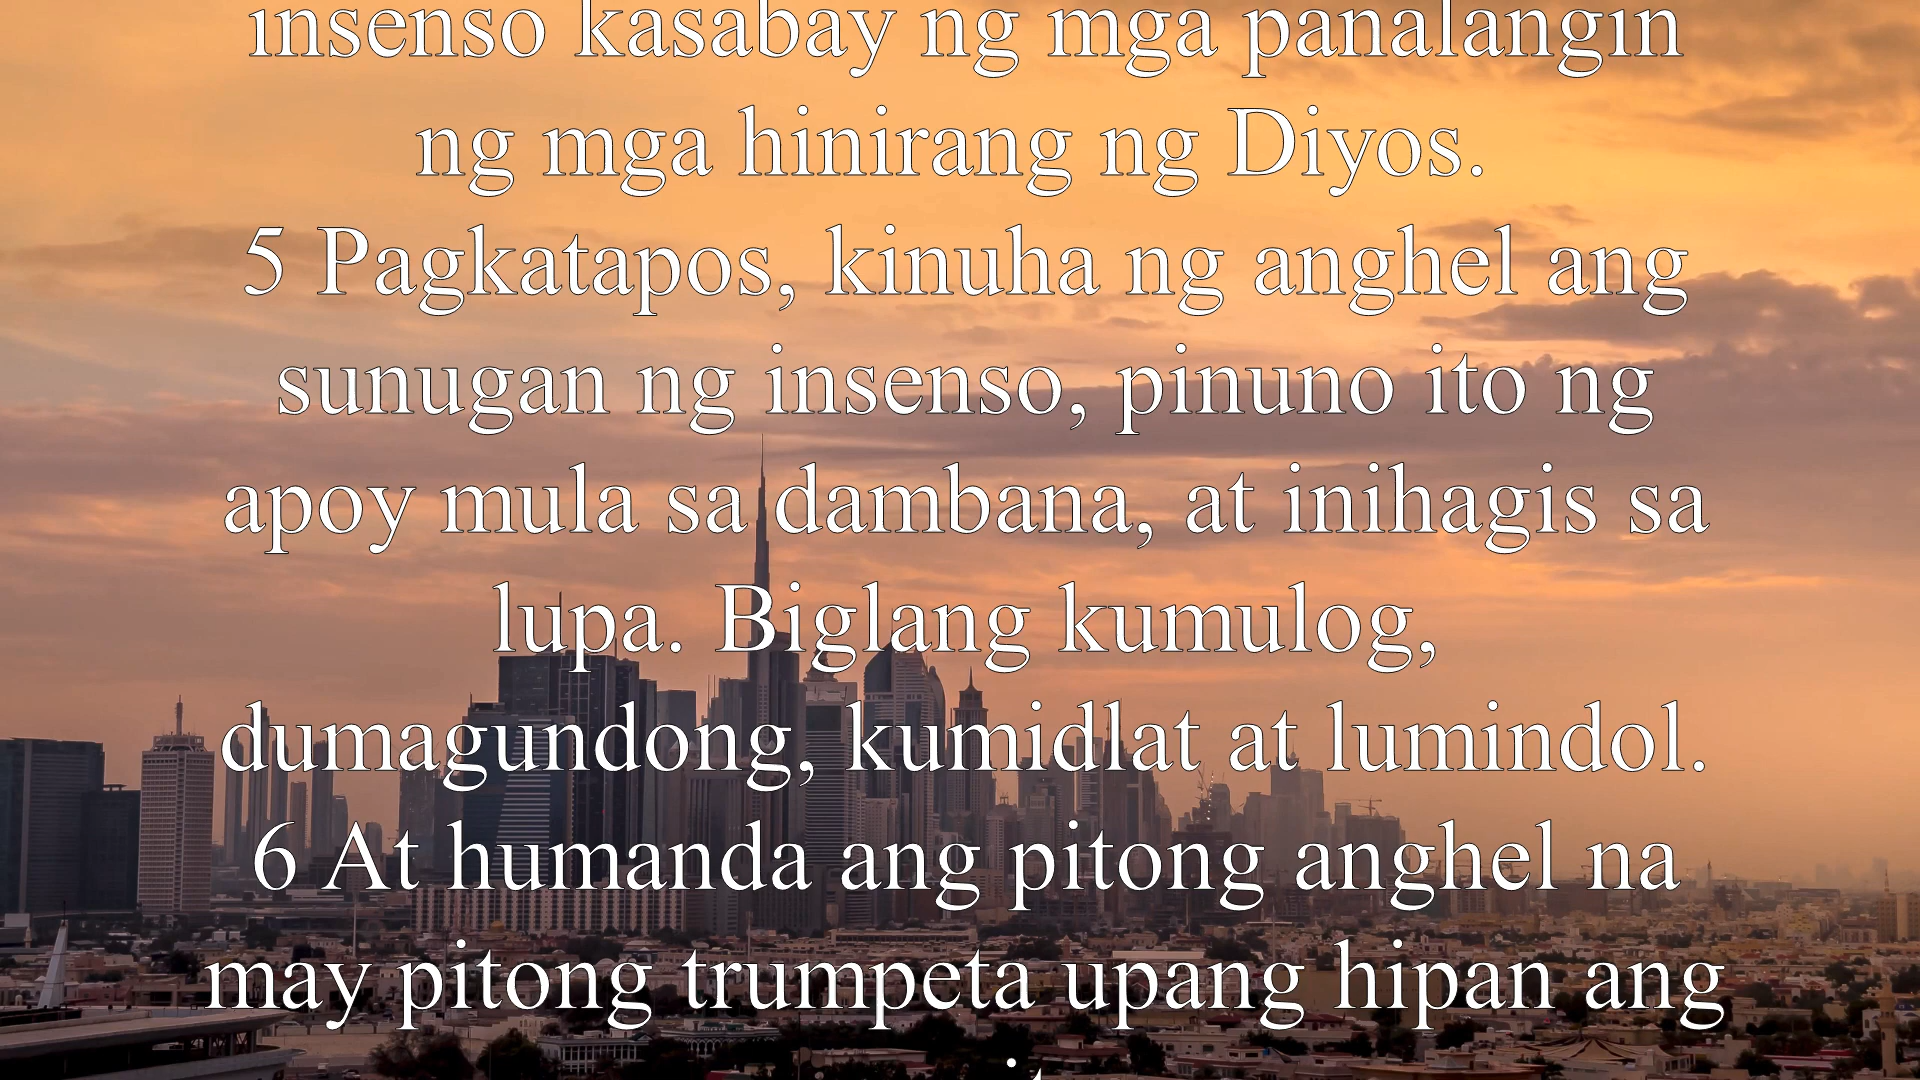 insenso kasabay ng mga panalangin
ng mga hinirang ng Diyos.
5 Pagkatapos, kinuha ng anghel ang
sunugan ng insenso, pinuno ito ng
apoy mula sa dambana, at inihagis sa
lupa. Biglang kumulog,
dumagundong, kumidlat at lumindol.
6 At humanda ang pitong anghel na
may pitong trumpeta upang hipan ang